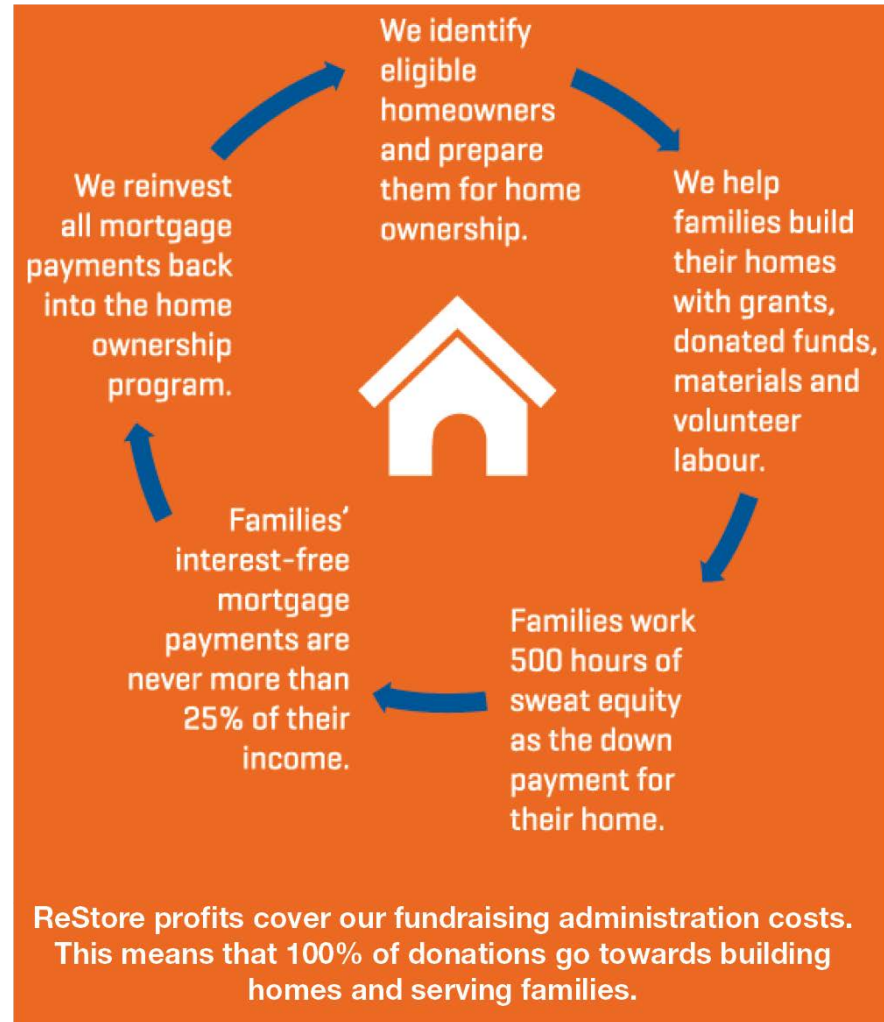 We identify
eligible
homeowners
and prepare
them for home
ownership.
We help
families build
their homes
with grants,
donated funds,
materials and
volunteer
labour.
Families work
500 hours of
sweat equity
as the down
payment for
their home.
Families’
interest-free
mortgage
payments are
never more than
25% of their
income.
We reinvest
all mortgage
payments back
into the home
ownership
program.
ReStore profits cover our fundraising administration costs.
This means that 100% of donations go towards building
homes and serving families.